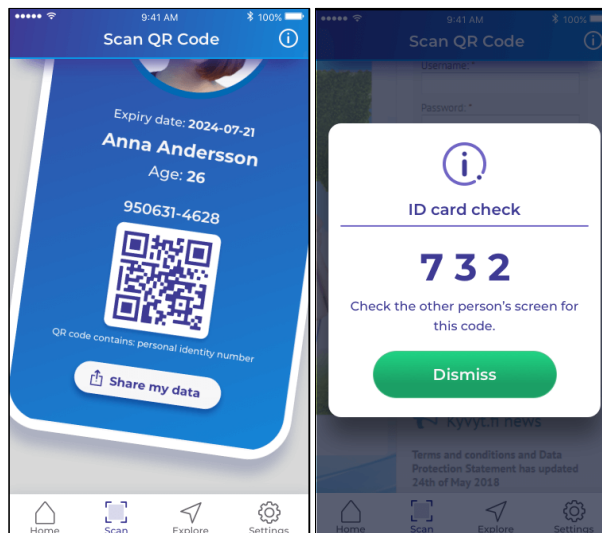 9:41 AM
100%
Scan QR Code
Expiry date: 2024-07-21
Anna Andersson
Age: 26
950631-4628
QR code contains: personal identity number
Share my data
Home
Scan
Explore
Settings
9:41 AM
100%
Scan QR Code
Username: *
Password: *
ID card check
7 3 2
Check the other person's screen for
this code.
Dismiss
Kyvyt.fi news
Terms and conditions and Data
Protection Statement has updated
24th of May 2018
Home
Scan
Explore
Settings